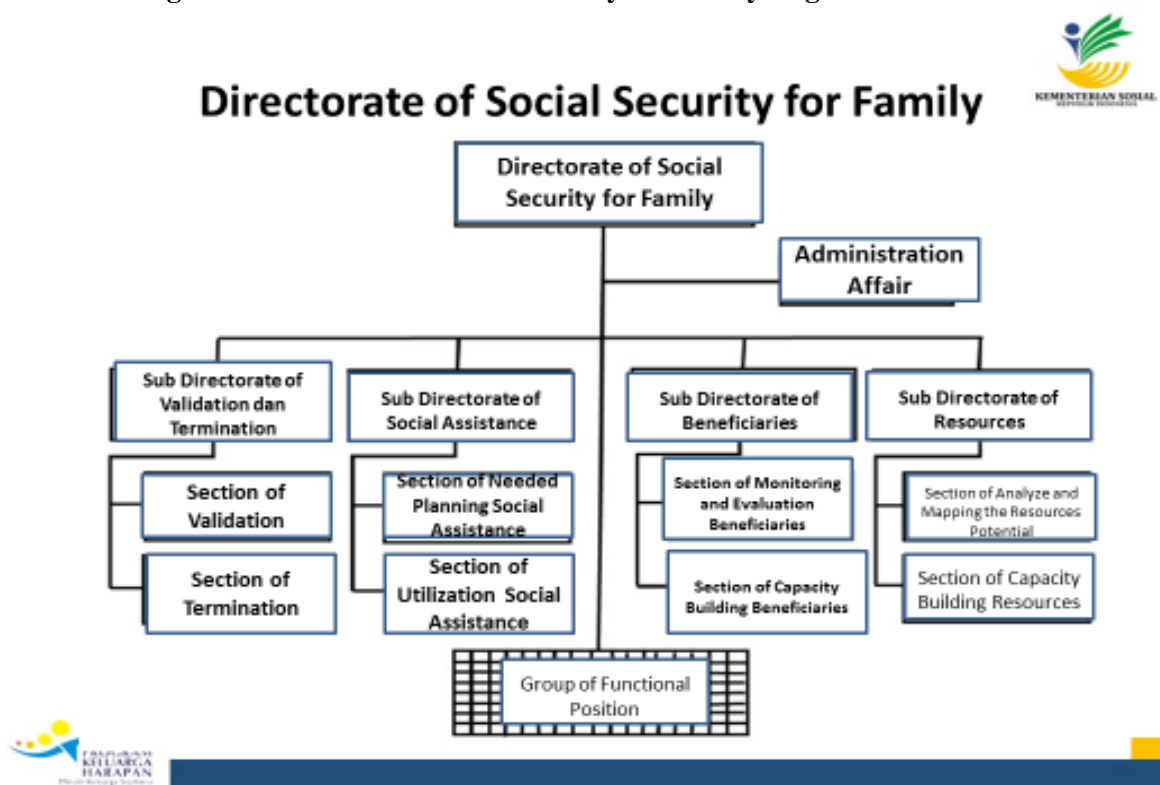 Directorate of Social Security for Family
KEMENTERIAN SOSIAL
REPUBLIK INDONESIA
Directorate of Social
Security for Family
Administration
Affair
Sub Directorate of
Validation dan
Termination
Sub Directorate of
Social Assistance
Sub Directorate of
Beneficiaries
Sub Directorate of
Resources
Section of
Validation
Section of Needed
Planning Social
Assistance
Section of Monitoring
and Evaluation
Beneficiaries
Section of Analyze and
Mapping the Resources
Potential
Section of
Termination
Section of
Utilization Social
Assistance
Section of Capacity
Building Beneficiaries
Section of Capacity
Building Resources
Group of Functional
Position
KELUARGA
HARAPAN